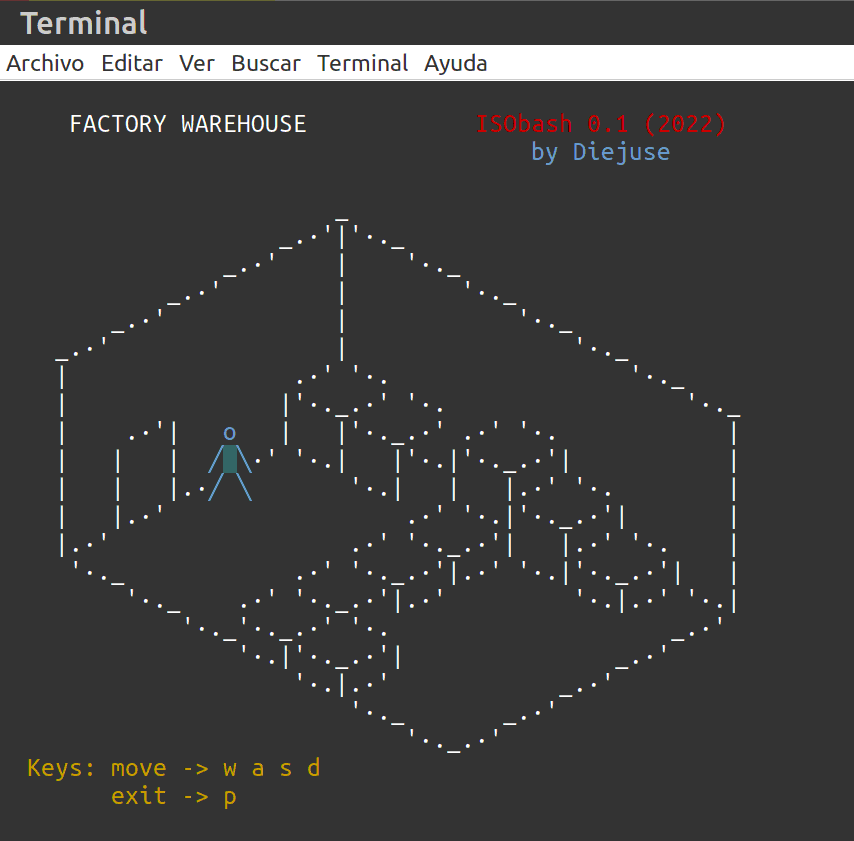 Terminal
Archivo Editar Ver Buscar Terminal Ayuda
FACTORY WAREHOUSE
ISObash 0.1 (2022)
by Diejuse
Keys: move -> w a s d
exit -> p